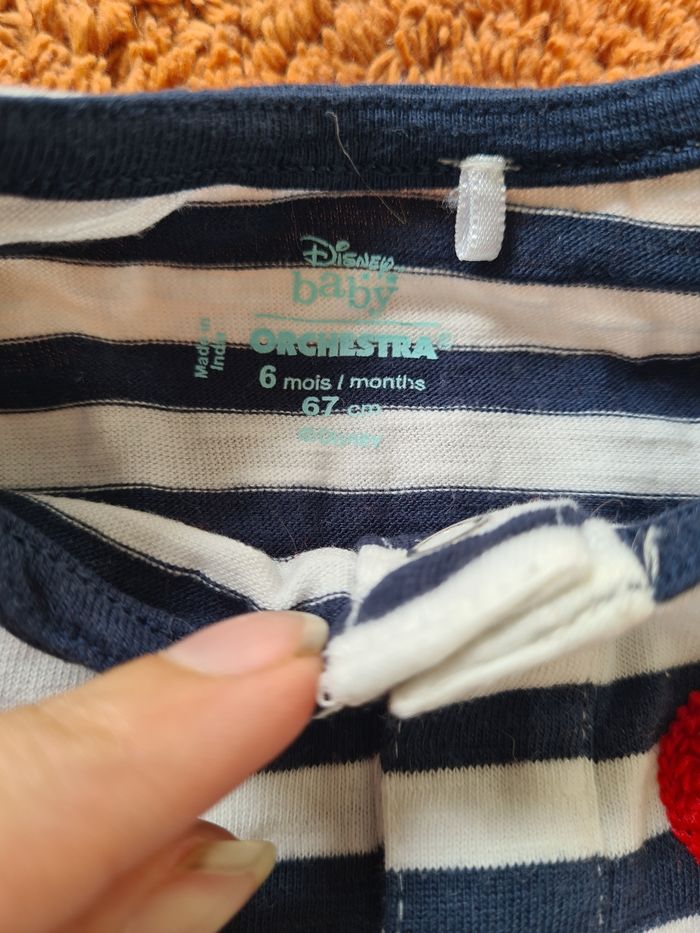 Disney
baby
ORCHESTRA®
Made in
India
6 mois / months
67 cm
©DISNEY